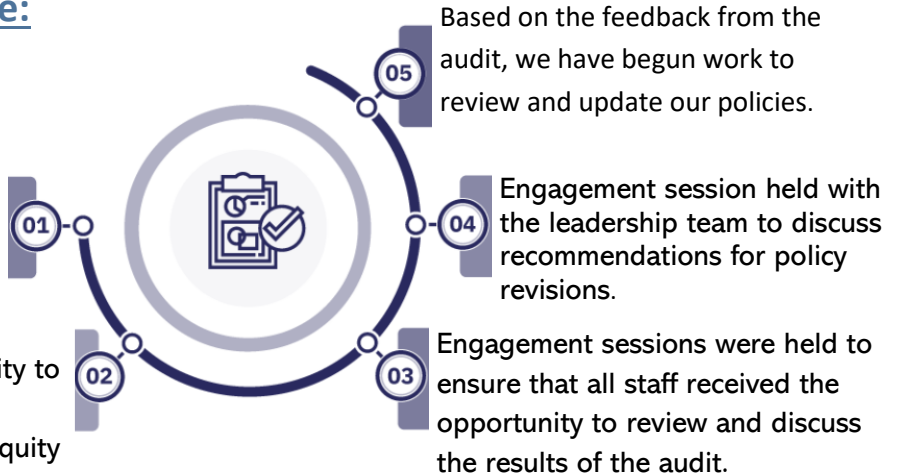 e:
01
ity to
quity
02
Based on the feedback from the
audit, we have begun work to
review and update our policies.
05
Engagement session held with
the leadership team to discuss
recommendations for policy
revisions.
04
Engagement sessions were held to
ensure that all staff received the
opportunity to review and discuss
the results of the audit.
03